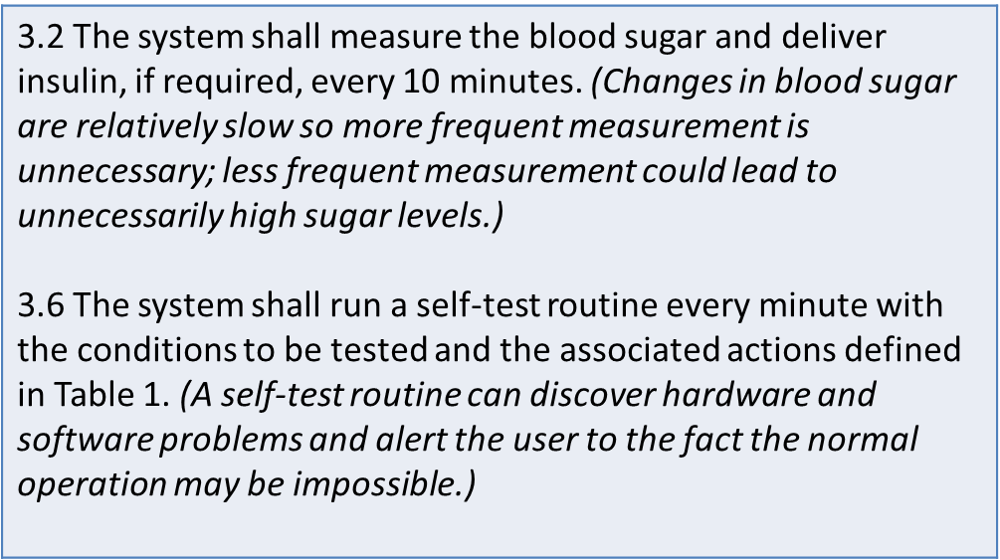 3.2 The system shall measure the blood sugar and deliver
insulin, if required, every 10 minutes. (Changes in blood sugar
are relatively slow so more frequent measurement is
unnecessary; less frequent measurement could lead to
unnecessarily high sugar levels.)
3.6 The system shall run a self-test routine every minute with
the conditions to be tested and the associated actions defined
in Table 1. (A self-test routine can discover hardware and
software problems and alert the user to the fact the normal
operation may be impossible.)